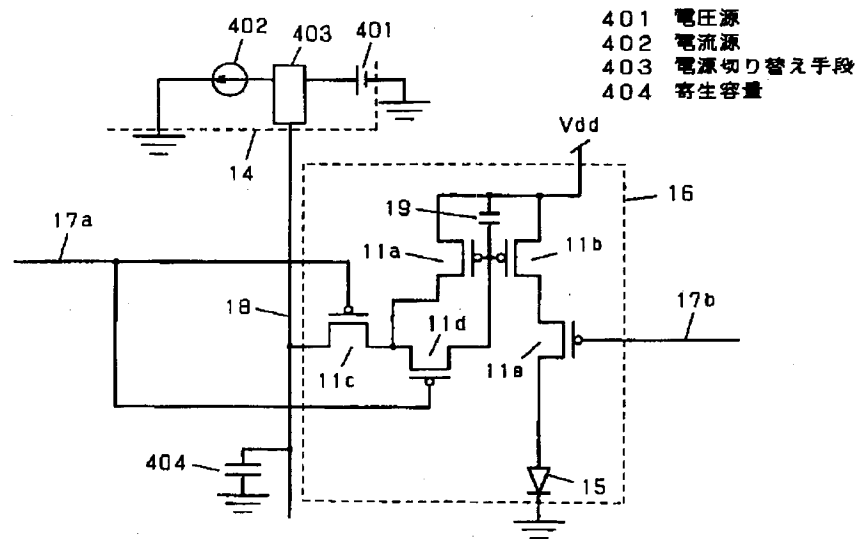 401 電圧源
402 電流源
403 電源切り替え手段
404 寄生容量
402
403
401
14
Vdd
16
19
17a
11a
11b
18
11d
17b
11c
11e
404
15